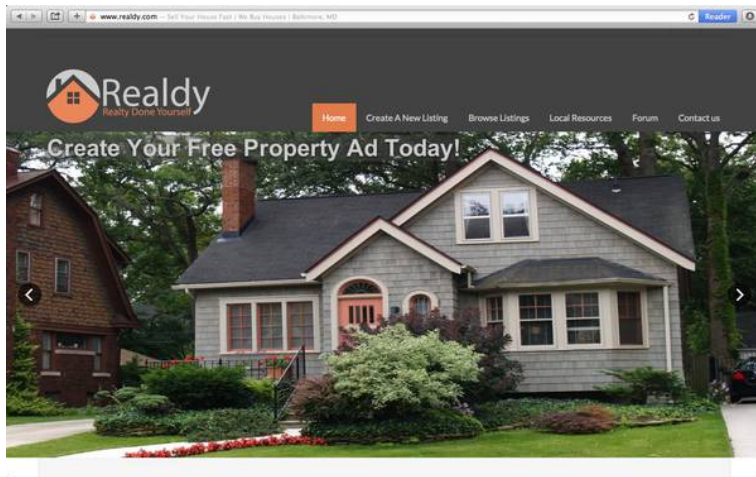 www.realdy.com — Sell Your House Fast | We Buy Houses | Baltimore, MD
Reader
Realdy
Realty Done Yourself
Home Create A New Listing Browse Listings Local Resources Forum Contact us
Create Your Free Property Ad Today!